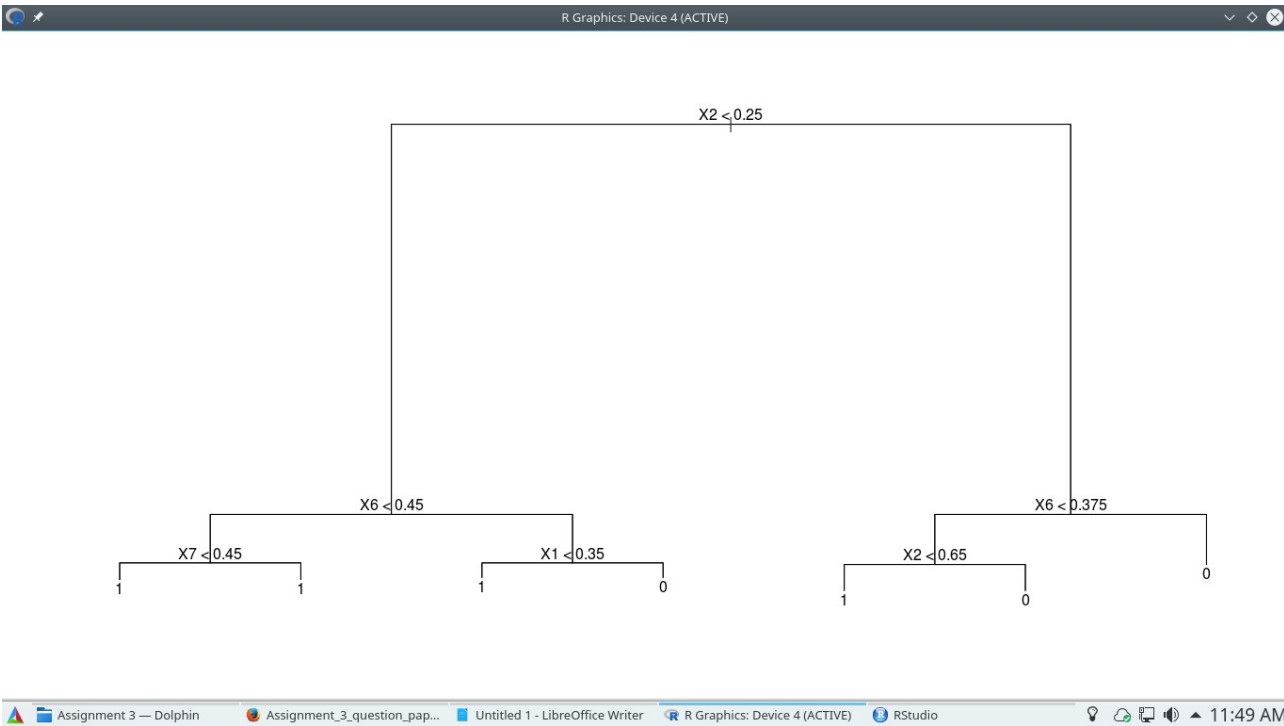 R Graphics: Device 4 (ACTIVE)
X2 < 0.25
X6 < 0.45
X6 < 0.375
X7 < 0.45
X1 < 0.35
X2 < 0.65
1
1
1
0
1
0
0
Assignment 3 — Dolphin
Assignment_3_question_pap...
Untitled 1 - LibreOffice Writer
R Graphics: Device 4 (ACTIVE)
RStudio
11:49 AM